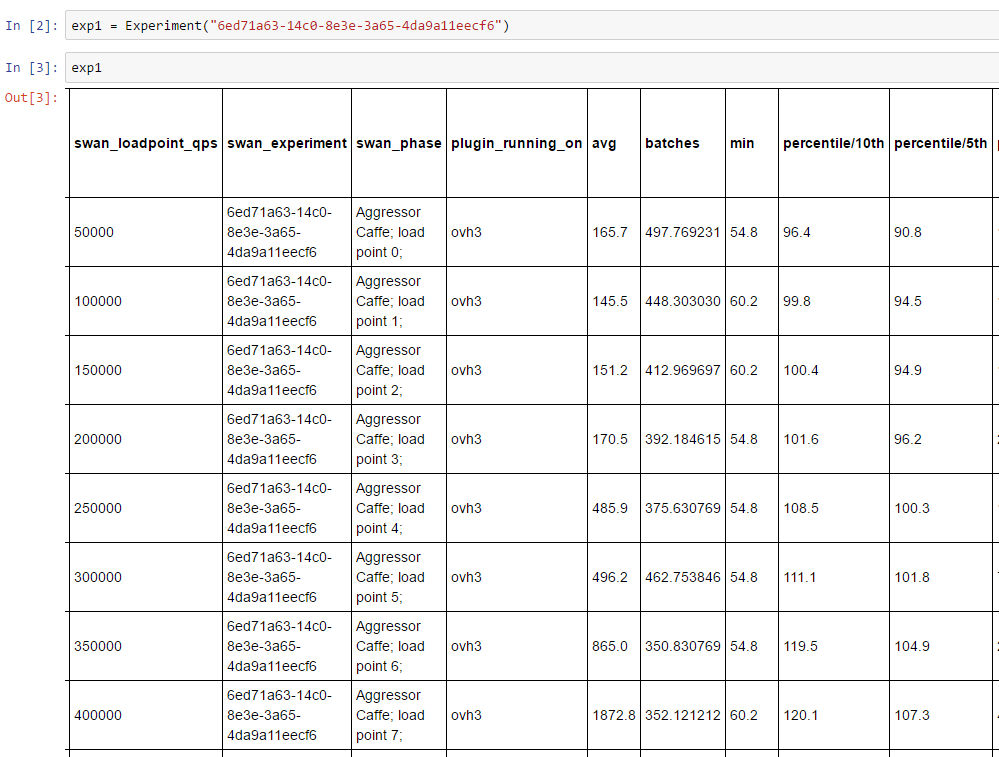 In [2]: exp1 = Experiment("6ed71a63-14c0-8e3e-3a65-4da9a11eecf6")
In [3]: exp1
Out[3]:
swan_loadpoint_qps swan_experiment swan_phase plugin_running_on avg batches min percentile/10th percentile/5th
6ed71a63-14c0- Aggressor
50000 8e3e-3a65- Caffe; load ovh3 165.7 497.769231 54.8 96.4 90.8
4da9a11eecf6 point 0;
6ed71a63-14c0- Aggressor
100000 8e3e-3a65- Caffe; load ovh3 145.5 448.303030 60.2 99.8 94.5
4da9a11eecf6 point 1;
6ed71a63-14c0- Aggressor
150000 8e3e-3a65- Caffe; load ovh3 151.2 412.969697 60.2 100.4 94.9
4da9a11eecf6 point 2;
6ed71a63-14c0- Aggressor
200000 8e3e-3a65- Caffe; load ovh3 170.5 392.184615 54.8 101.6 96.2
4da9a11eecf6 point 3;
6ed71a63-14c0- Aggressor
250000 8e3e-3a65- Caffe; load ovh3 485.9 375.630769 54.8 108.5 100.3
4da9a11eecf6 point 4;
6ed71a63-14c0- Aggressor
300000 8e3e-3a65- Caffe; load ovh3 496.2 462.753846 54.8 111.1 101.8
4da9a11eecf6 point 5;
6ed71a63-14c0- Aggressor
350000 8e3e-3a65- Caffe; load ovh3 865.0 350.830769 54.8 119.5 104.9
4da9a11eecf6 point 6;
6ed71a63-14c0- Aggressor
400000 8e3e-3a65- Caffe; load ovh3 1872.8 352.121212 60.2 120.1 107.3
4da9a11eecf6 point 7;